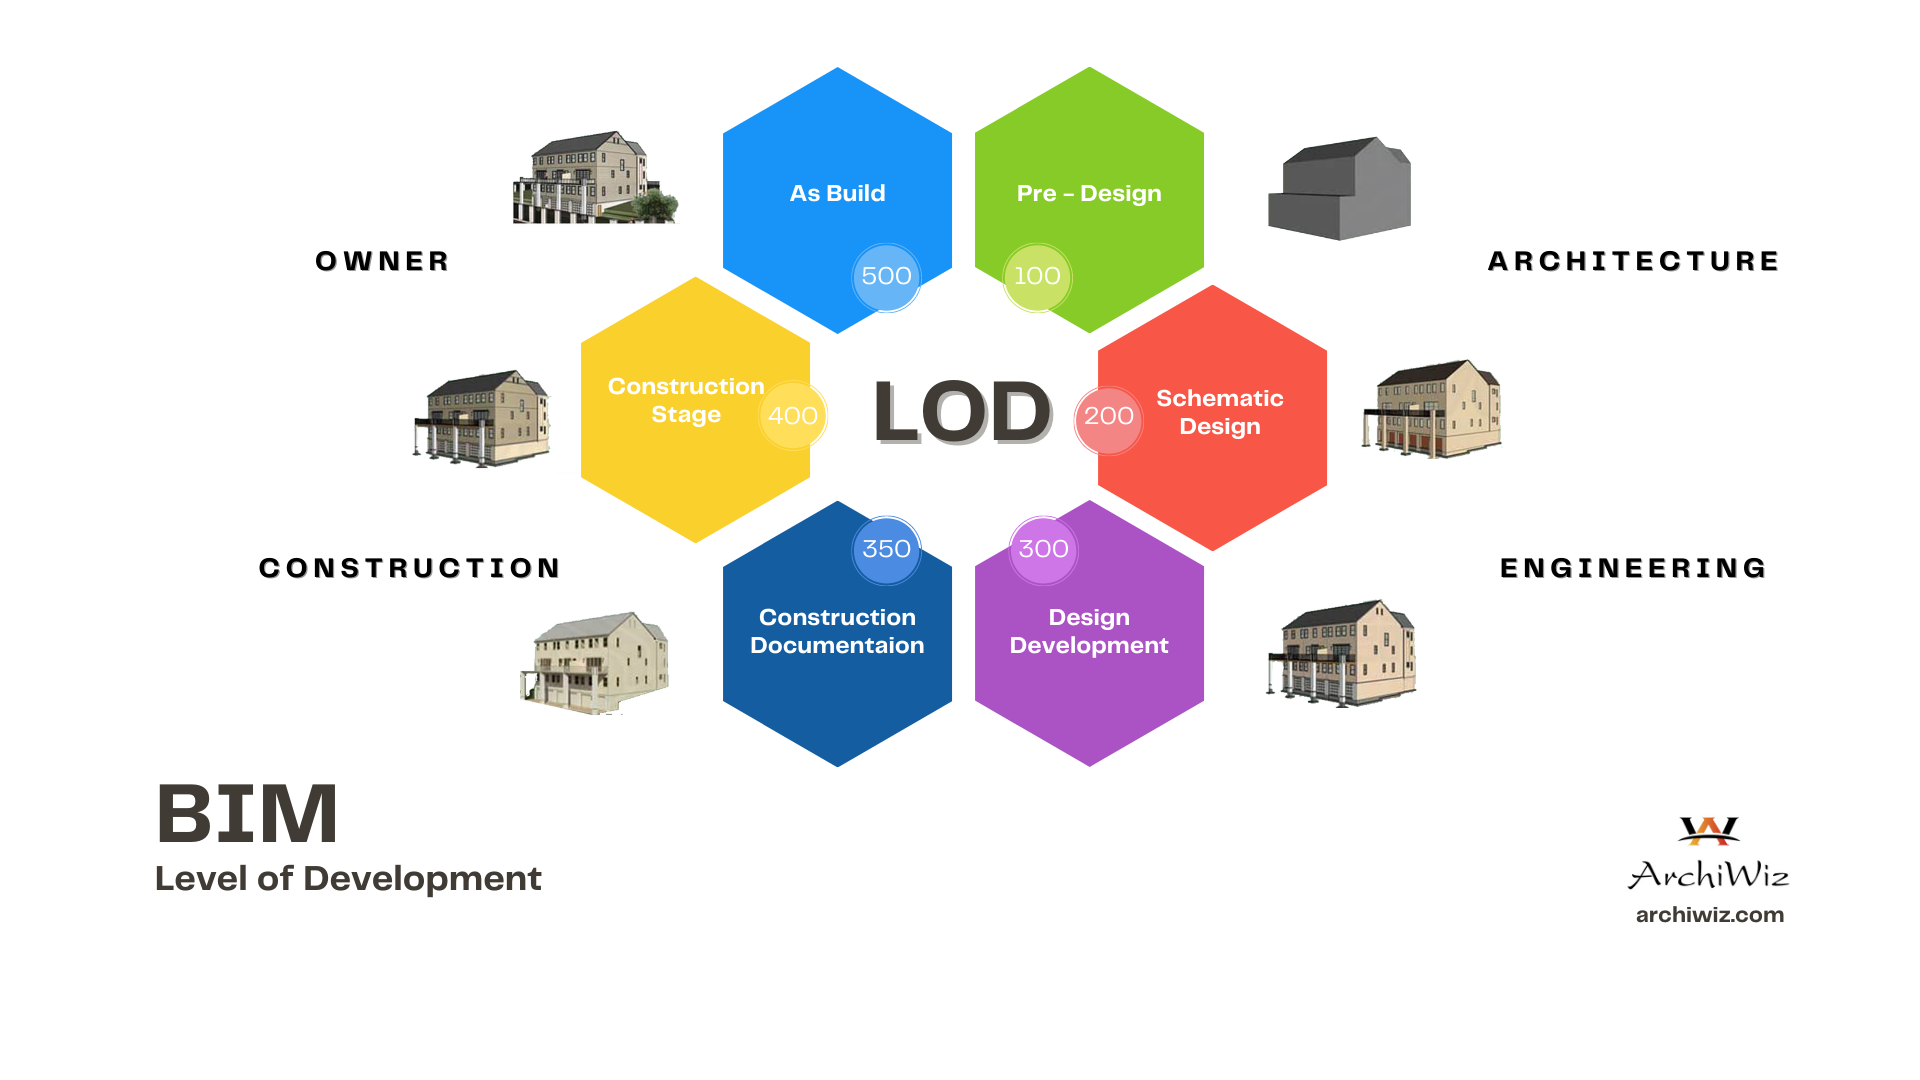 As Build
Pre – Design
OWNER
500
100
ARCHITECTURE
Construction
Stage
400
LOD
200
Schematic
Design
CONSTRUCTION
350
300
ENGINEERING
Construction
Documentaion
Design
Development
BIM
Level of Development
ArchiWiz
archiwiz.com